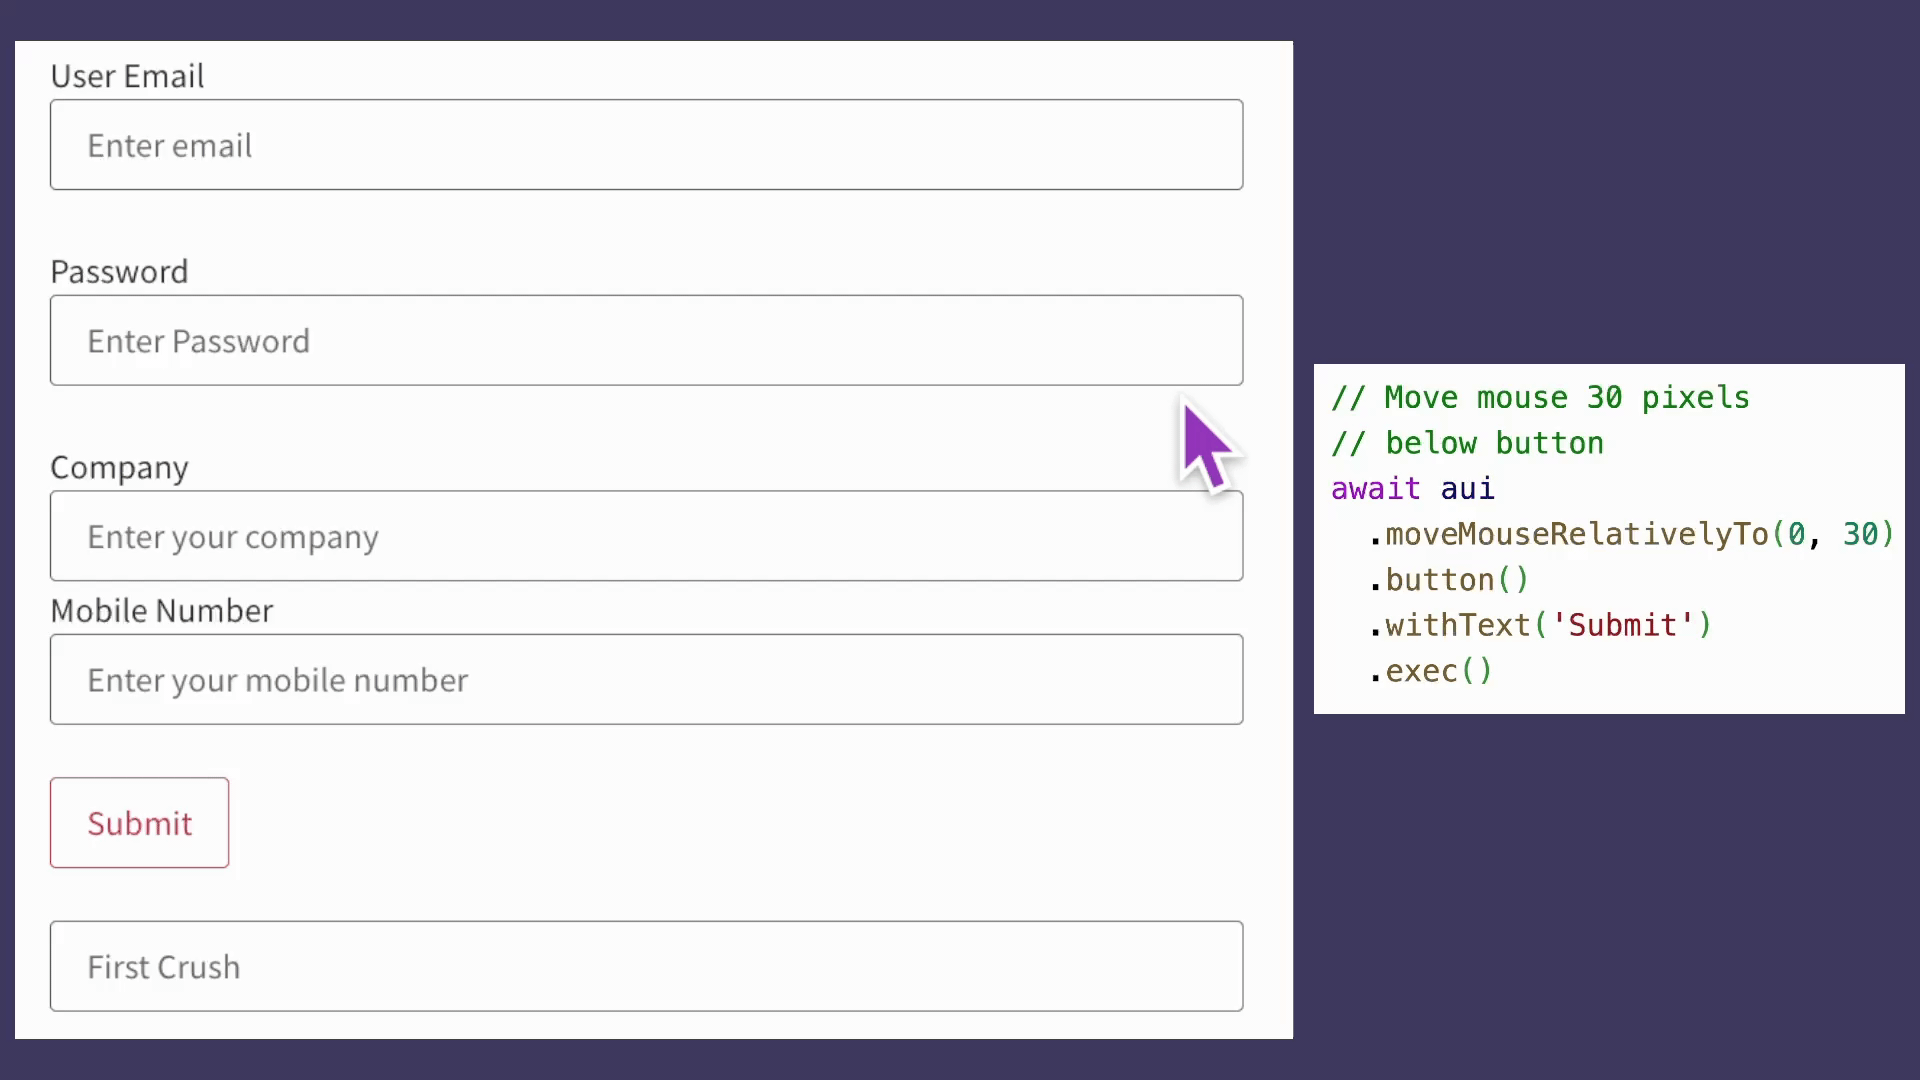 User Email
Enter email
Password
Enter Password
Company
Enter your company
Mobile Number
Enter your mobile number
Submit
First Crush
// Move mouse 30 pixels
// below button
await aui
.moveMouseRelativelyTo(0, 30)
.button()
.withText('Submit')
.exec()